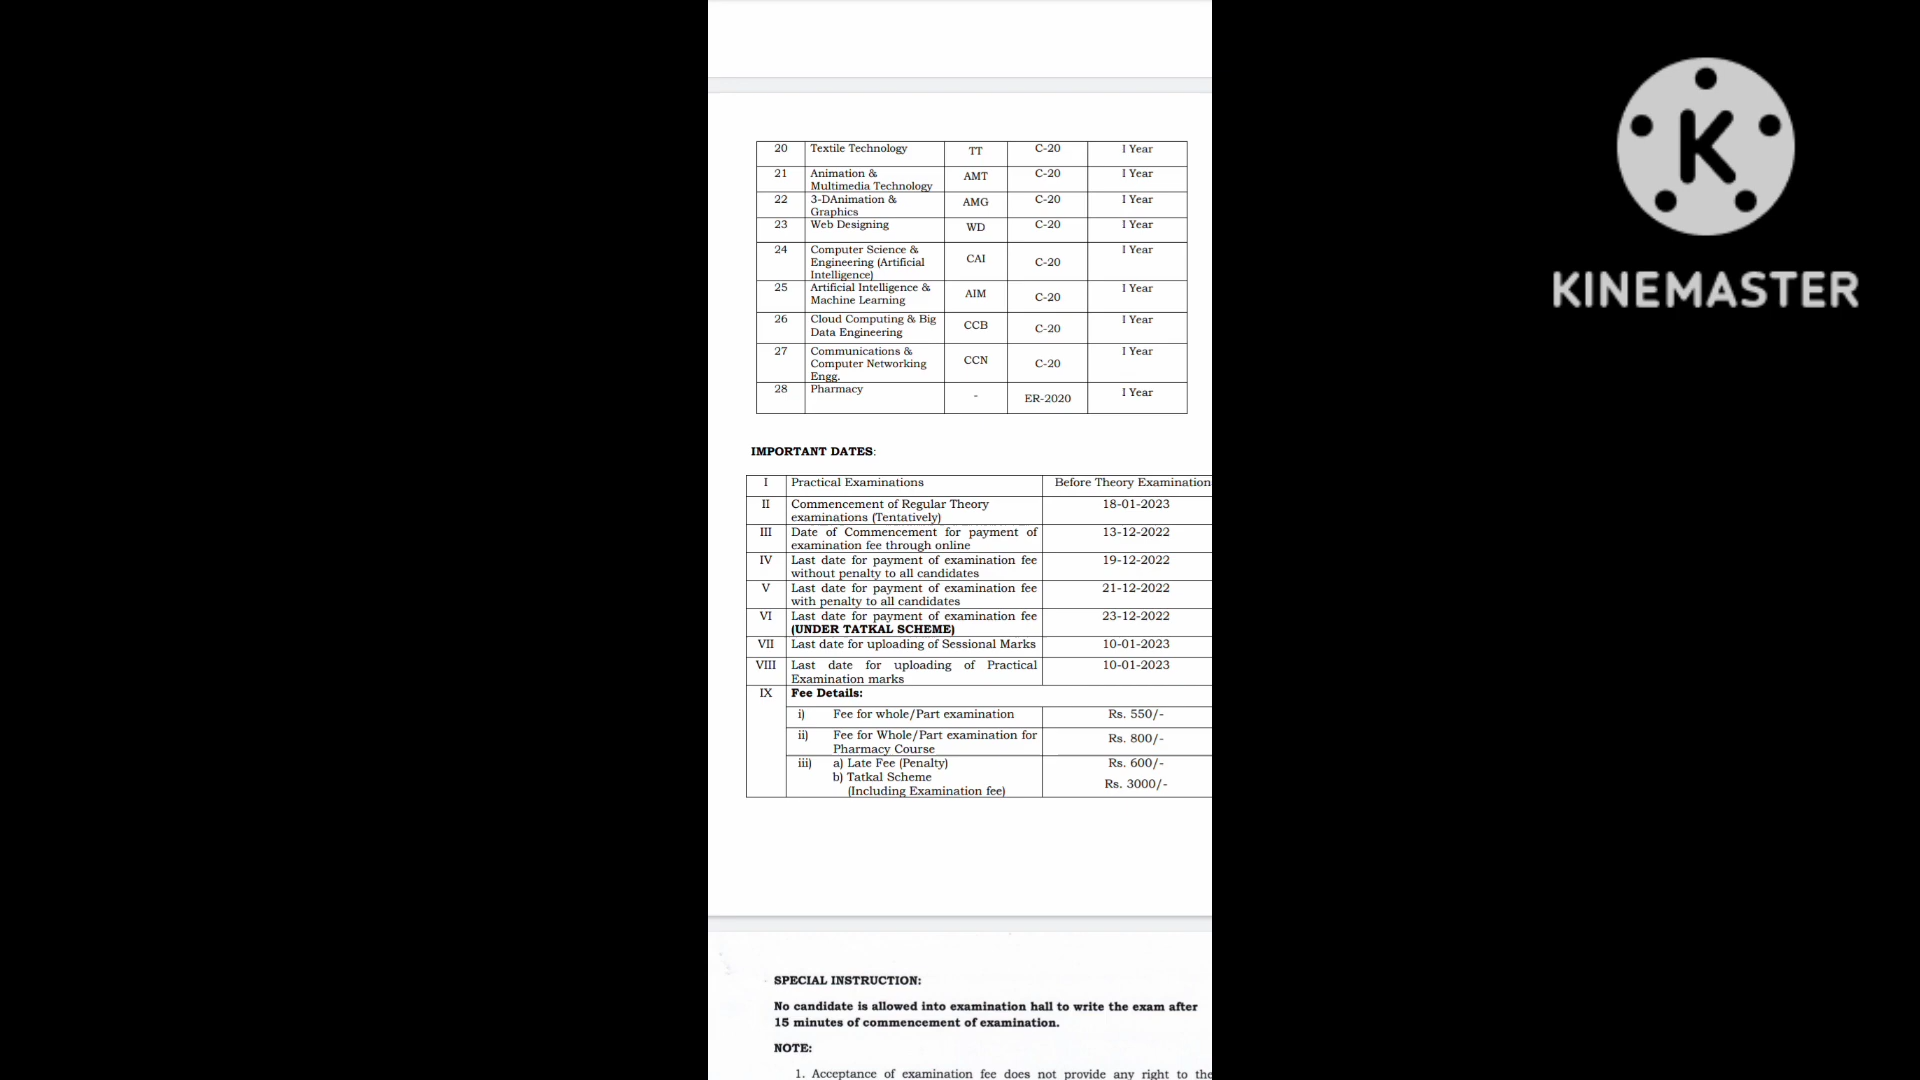 20 Textile Technology TT C-20 I Year
21 Animation & Multimedia Technology AMT C-20 I Year
22 3-DAnimation & Graphics AMG C-20 I Year
23 Web Designing WD C-20 I Year
24 Computer Science & Engineering (Artificial Intelligence) CAI C-20 I Year
25 Artificial Intelligence & Machine Learning AIM C-20 I Year
26 Cloud Computing & Big Data Engineering CCB C-20 I Year
27 Communications & Computer Networking Engg. CCN C-20 I Year
28 Pharmacy - ER-2020 I Year
IMPORTANT DATES:
I Practical Examinations Before Theory Examination
II Commencement of Regular Theory examinations (Tentatively) 18-01-2023
III Date of Commencement for payment of examination fee through online 13-12-2022
IV Last date for payment of examination fee without penalty to all candidates 19-12-2022
V Last date for payment of examination fee with penalty to all candidates 21-12-2022
VI Last date for payment of examination fee (UNDER TATKAL SCHEME) 23-12-2022
VII Last date for uploading of Sessional Marks 10-01-2023
VIII Last date for uploading of Practical Examination marks 10-01-2023
IX Fee Details:
i) Fee for whole/Part examination Rs. 550/-
ii) Fee for Whole/Part examination for Pharmacy Course Rs. 800/-
iii) a) Late Fee (Penalty) Rs. 600/-
b) Tatkal Scheme (Including Examination fee) Rs. 3000/-
SPECIAL INSTRUCTION:
No candidate is allowed into examination hall to write the exam after
15 minutes of commencement of examination.
NOTE:
1. Acceptance of examination fee does not provide any right to the
K
KINEMASTER